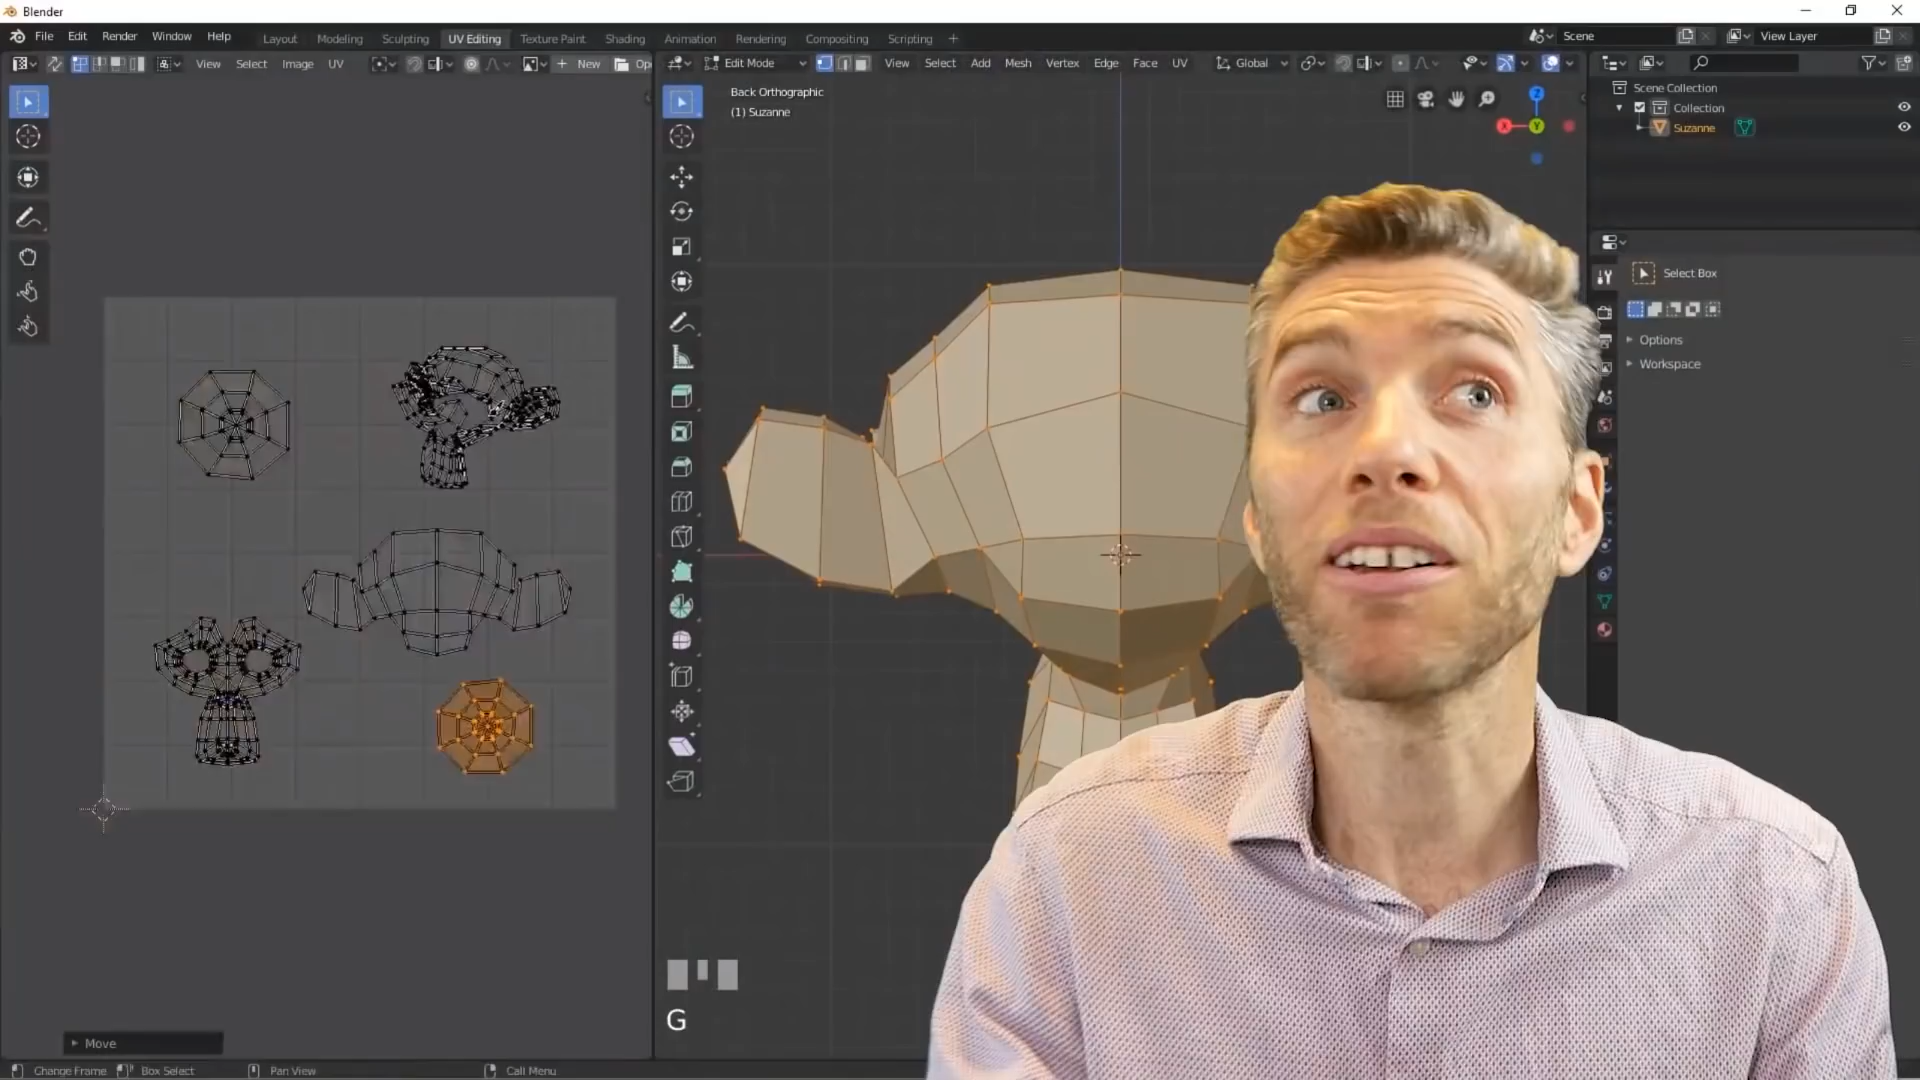 Blender
File Edit Render Window Help Layout Modeling Sculpting UV Editing Texture Paint Shading Animation Rendering Compositing Scripting + Scene View Layer
View Select Image UV + New Op
Edit Mode View Select Add Mesh Vertex Edge Face UV Global
Back Orthographic
(1) Suzanne
Z
X
Y
Scene Collection
Collection
Suzanne
Select Box
Options
Workspace
G
Move
Change Frame Box Select Pan View Call Menu